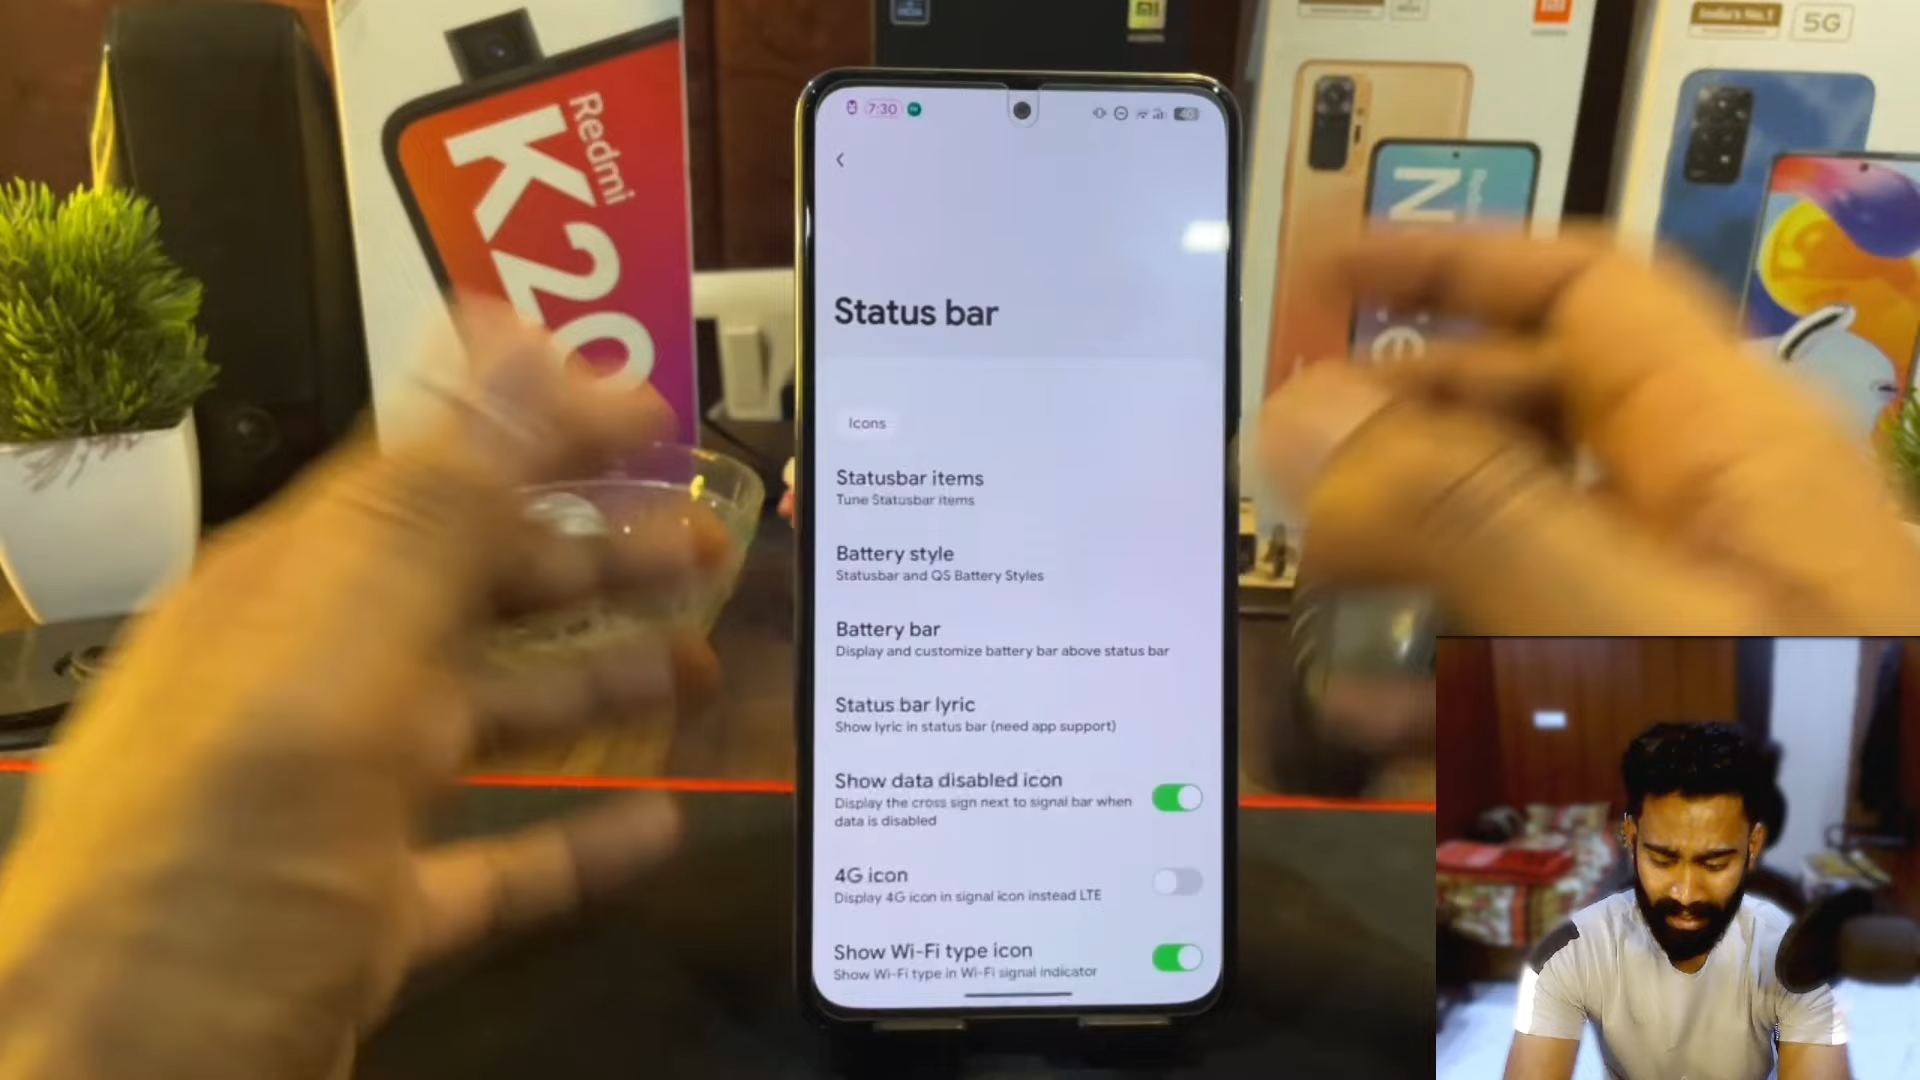 Redmi
K20
India's No.1
5G
7:30
40
Status bar
Icons
Statusbar items
Tune Statusbar items
Battery style
Statusbar and QS Battery Styles
Battery bar
Display and customize battery bar above status bar
Status bar lyric
Show lyric in status bar (need app support)
Show data disabled icon
Display the cross sign next to signal bar when
data is disabled
4G icon
Display 4G icon in signal icon instead LTE
Show Wi-Fi type icon
Show Wi-Fi type in Wi-Fi signal indicator